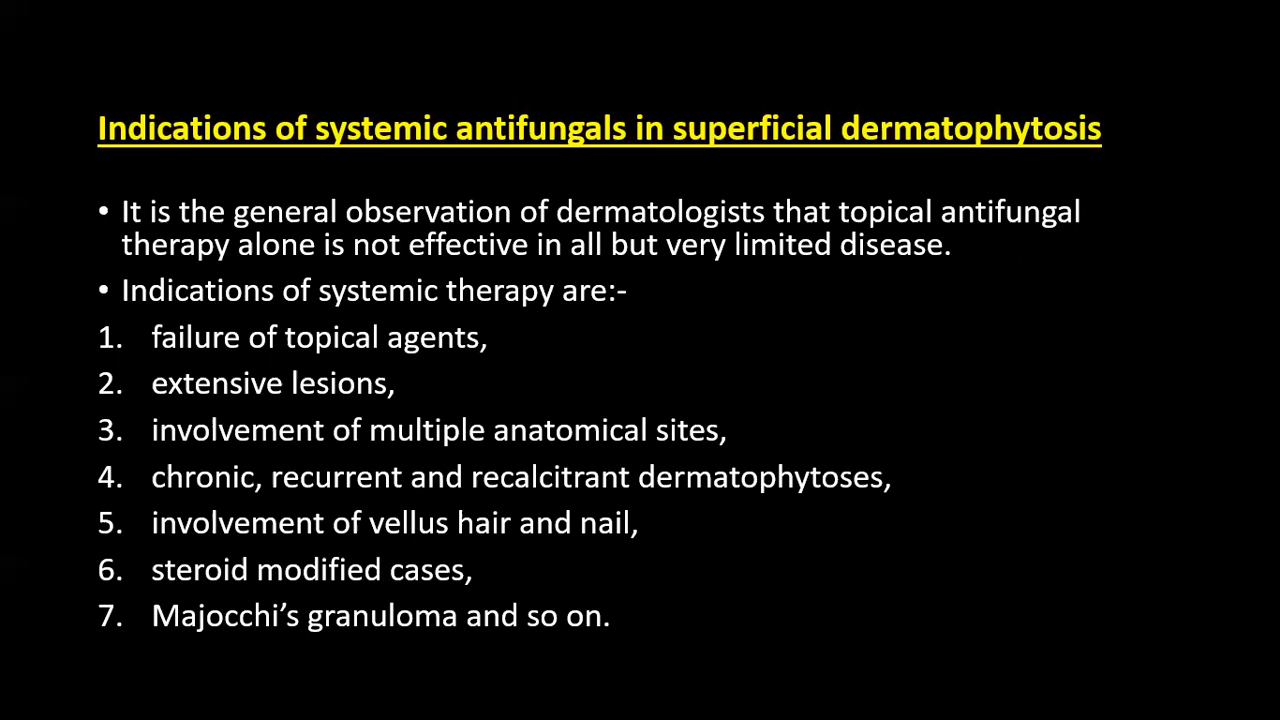 Indications of systemic antifungals in superficial dermatophytosis
• It is the general observation of dermatologists that topical antifungal
therapy alone is not effective in all but very limited disease.
• Indications of systemic therapy are:-
1. failure of topical agents,
2. extensive lesions,
3. involvement of multiple anatomical sites,
4. chronic, recurrent and recalcitrant dermatophytoses,
5. involvement of vellus hair and nail,
6. steroid modified cases,
7. Majocchi’s granuloma and so on.